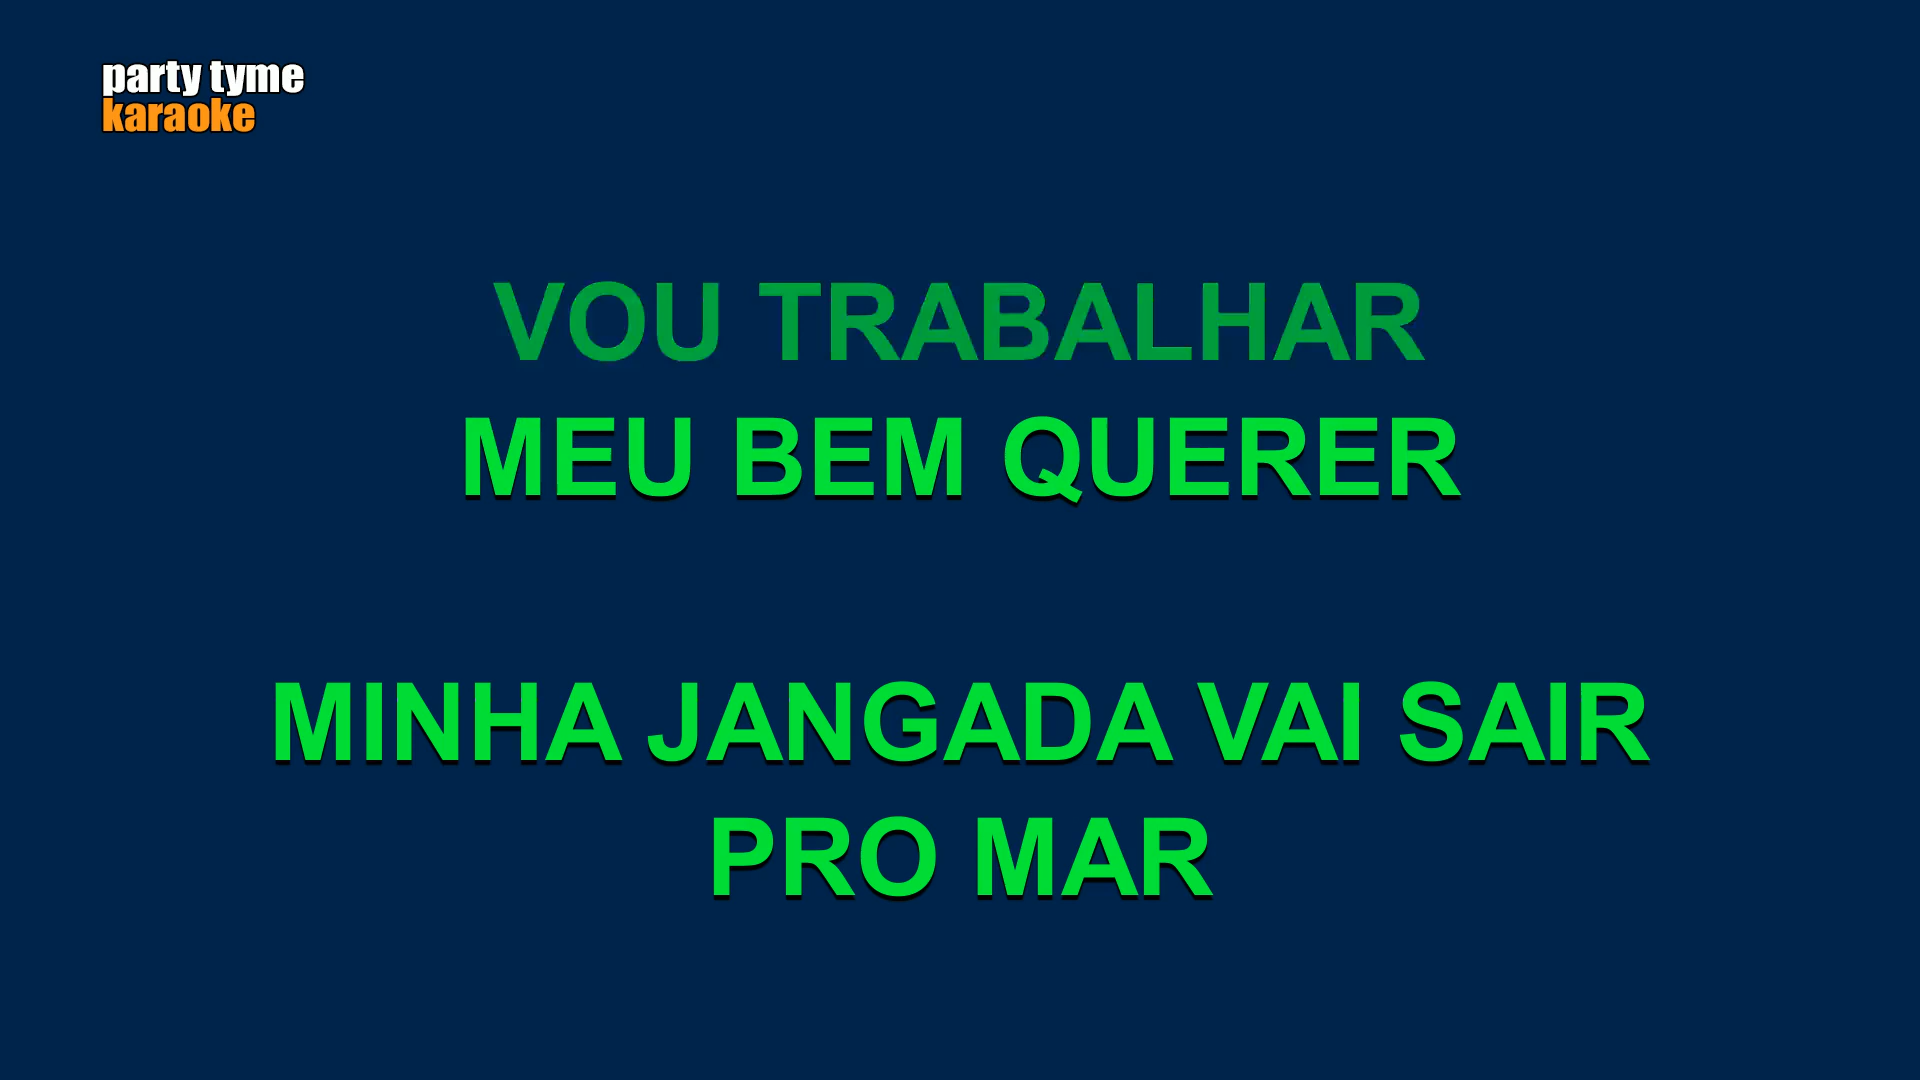 party tyme
karaoke
VOU TRABALHAR
MEU BEM QUERER
MINHA JANGADA VAI SAIR
PRO MAR